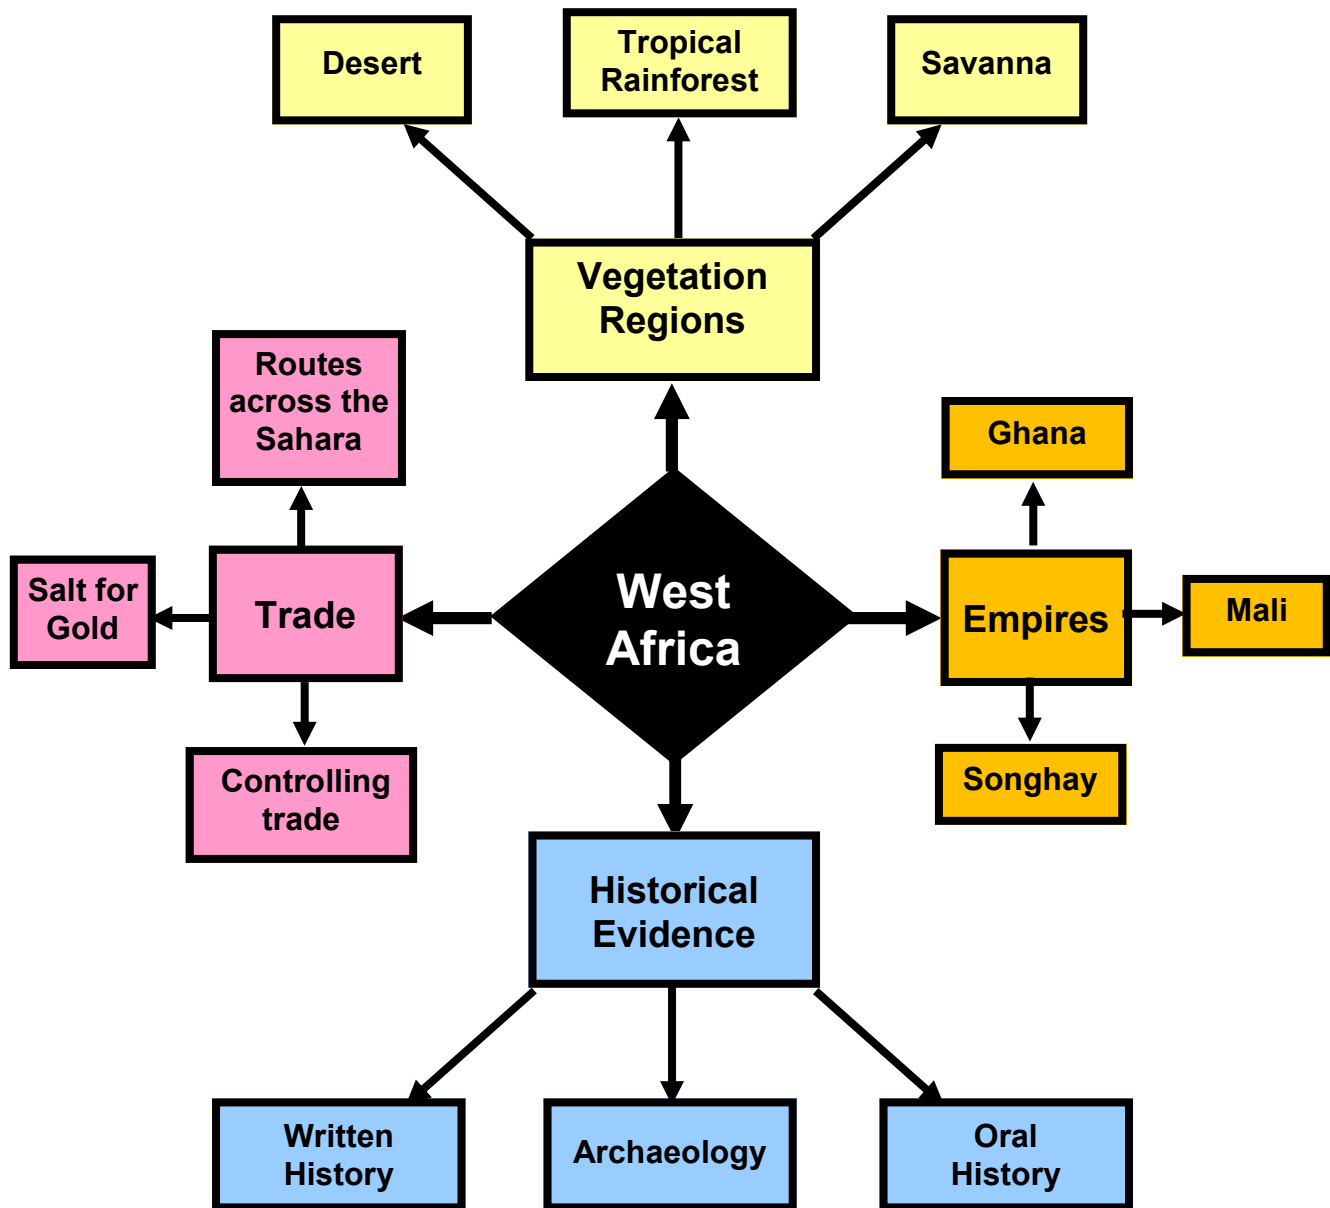 Desert
Tropical
Rainforest
Savanna
Vegetation
Regions
Routes
across the
Sahara
Ghana
Salt for
Gold
Trade
West
Africa
Empires
Mali
Controlling
trade
Songhay
Historical
Evidence
Written
History
Archaeology
Oral
History